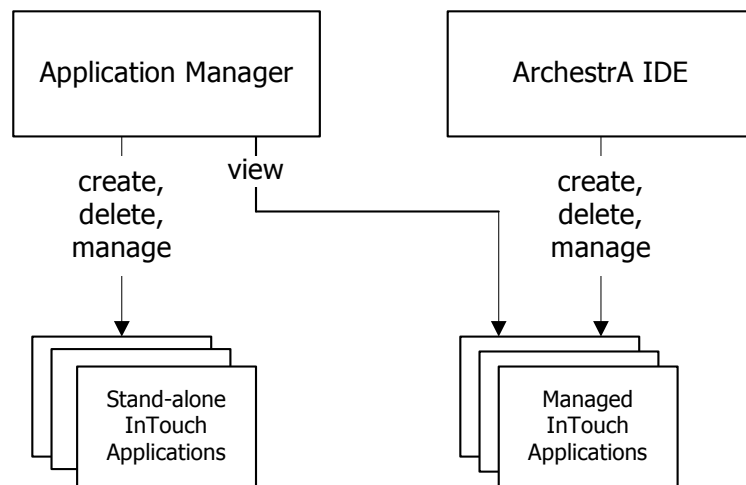 Application Manager
ArchestrA IDE
create,
delete,
manage
view
create,
delete,
manage
Stand-alone
InTouch
Applications
Managed
InTouch
Applications